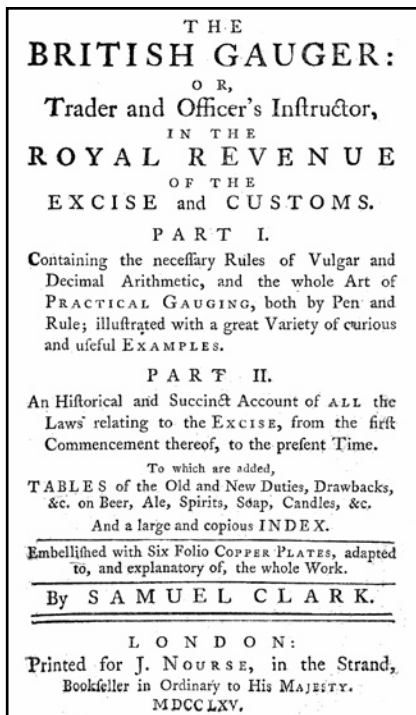 THE
BRITISH GAUGER:
OR,
Trader and Officer's Inſtructor,
IN THE
ROYAL REVENUE
OF THE
EXCISE and CUSTOMS.
PART I.
Containing the neceſſary Rules of Vulgar and
Decimal Arithmetic, and the whole Art of
PRACTICAL GAUGING, both by Pen and
Rule; illuſtrated with a great Variety of curious
and uſeful EXAMPLES.
PART II.
An Hiſtorical and Succinct Account of ALL the
Laws relating to the EXCISE, from the firſt
Commencement thereof, to the preſent Time.
To which are added,
TABLES of the Old and New Duties, Drawbacks,
&c. on Beer, Ale, Spirits, Soap, Candles, &c.
And a large and copious INDEX.
Embelliſhed with Six Folio COPPER PLATES, adapted
to, and explanatory of, the whole Work.
By SAMUEL CLARK.
LONDON:
Printed for J. NOURSE, in the Strand,
Bookſeller in Ordinary to His MAJESTY.
MDCCLXV.